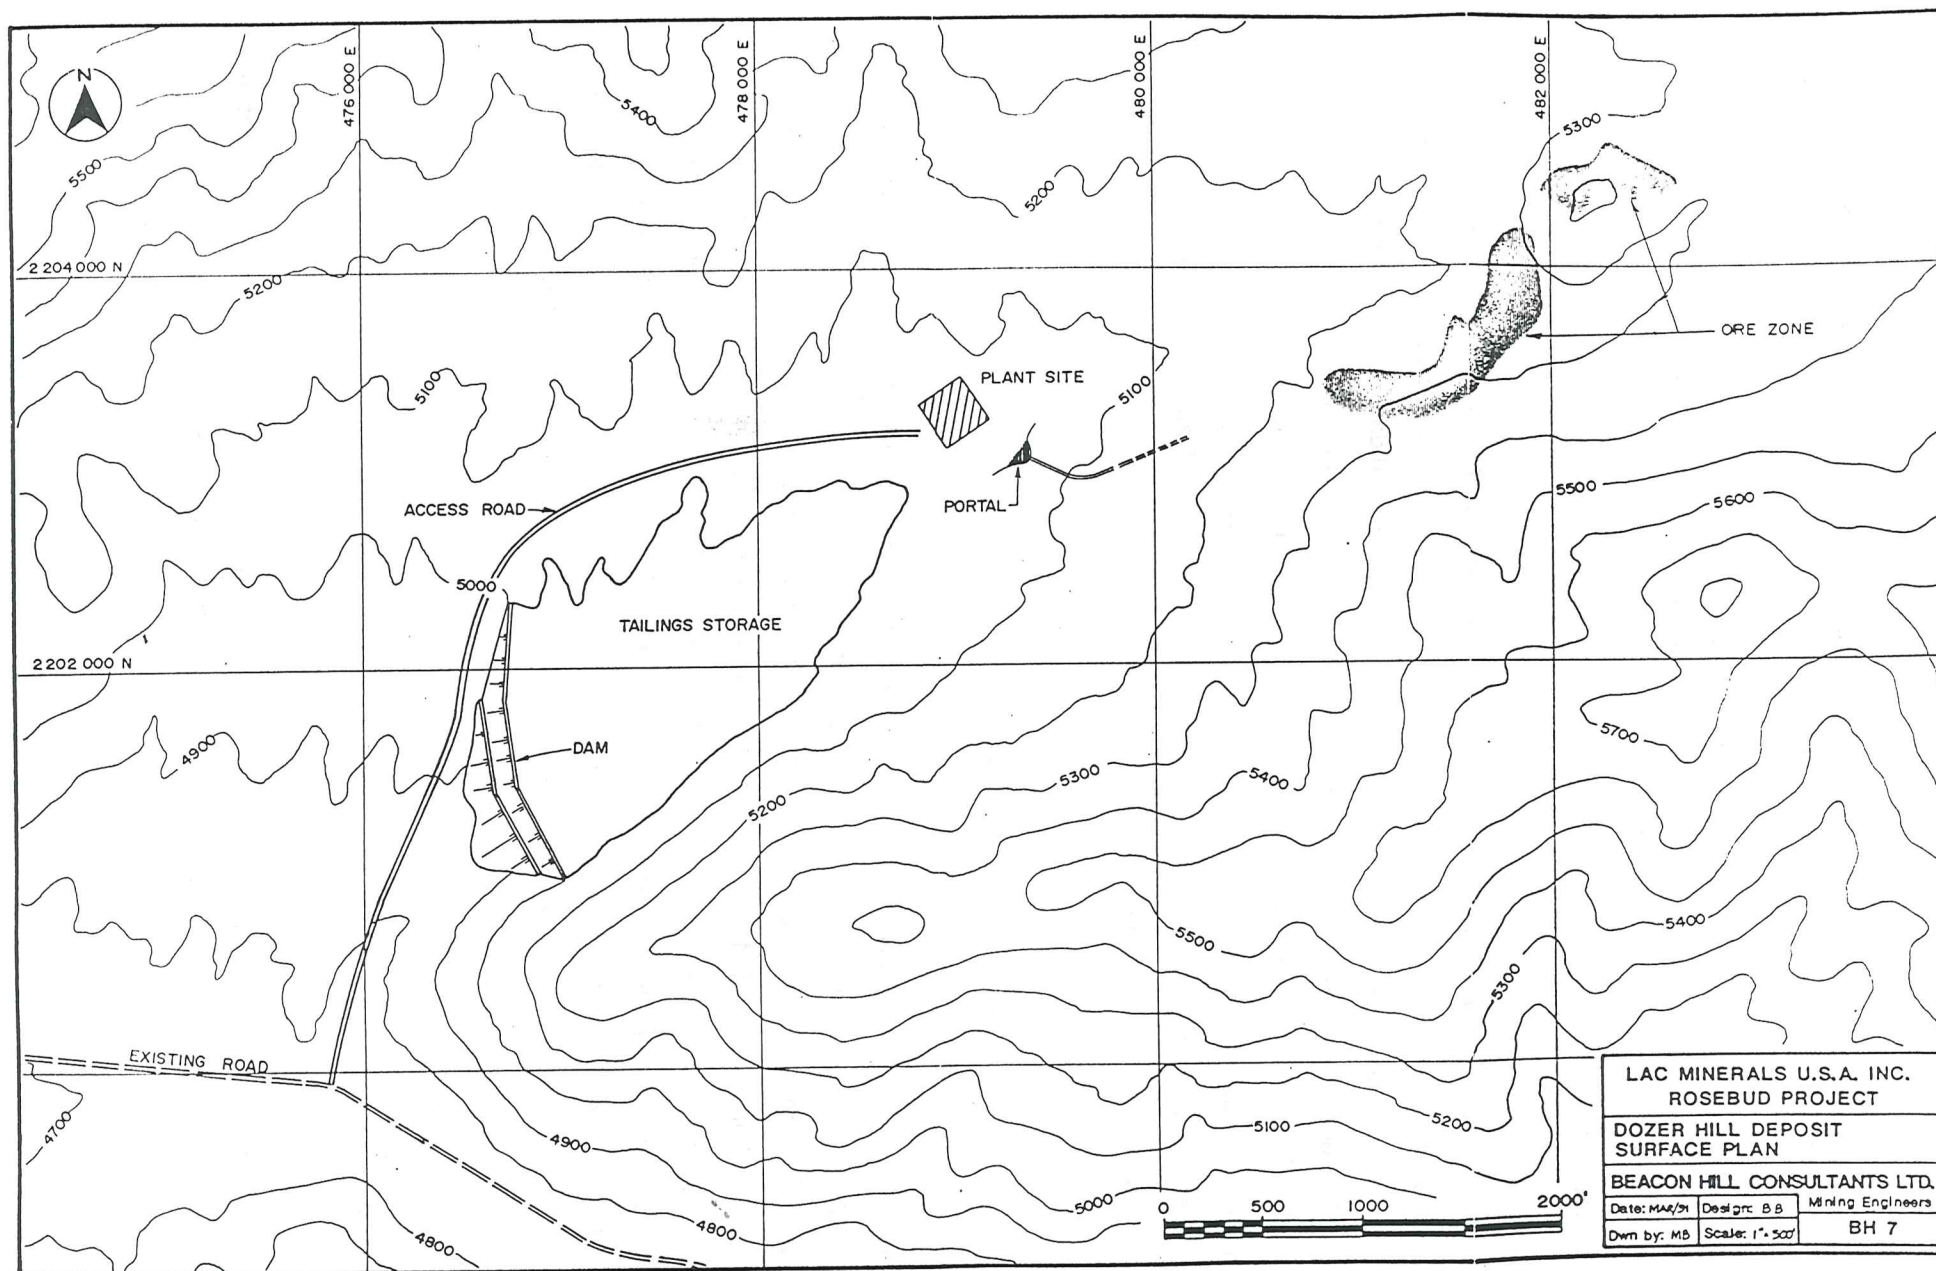 N
476 000 E
478 000 E
480 000 E
482 000 E
5400
5300
5500
5200
2 204 000 N
5200
ORE ZONE
PLANT SITE
5100
5100
ACCESS ROAD
PORTAL
5500
5600
5000
TAILINGS STORAGE
2 202 000 N
4900
DAM
5700
5300
5400
5200
5400
5500
5300
EXISTING ROAD
4700
4900
5100
5200
5000
4800
4800
0 500 1000 2000'
LAC MINERALS U.S.A. INC.
ROSEBUD PROJECT
DOZER HILL DEPOSIT
SURFACE PLAN
BEACON HILL CONSULTANTS LTD.
Mining Engineers
Date: MAR/91 Design: BB
Dwn by: MB Scale: 1"=500'
BH 7